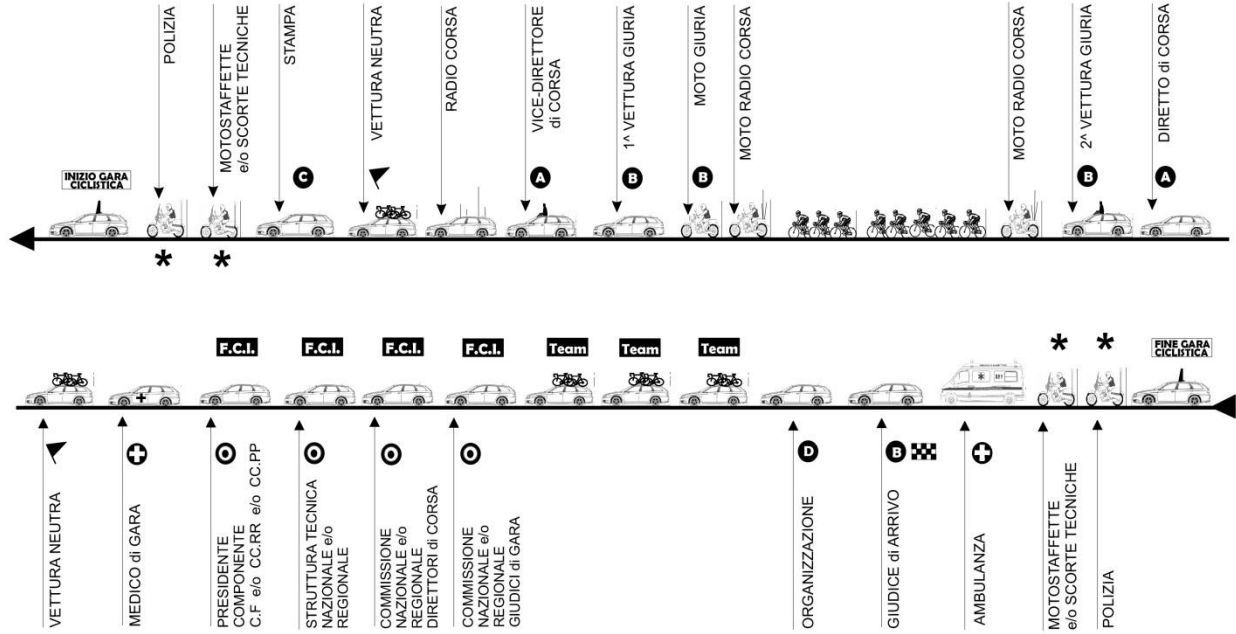 POLIZIA
MOTOSTAFFETTE
e/o SCORTE TECNICHE
STAMPA
VETTURA NEUTRA
RADIO CORSA
VICE-DIRETTORE
di CORSA
1^ VETTURA GIURIA
MOTO GIURIA
MOTO RADIO CORSA
MOTO RADIO CORSA
2^ VETTURA GIURIA
DIRETTO di CORSA
INIZIO GARA
CICLISTICA
C
A
B
B
B
A
*
*
F.C.I.
F.C.I.
F.C.I.
F.C.I.
Team
Team
Team
*
*
FINE GARA
CICLISTICA
D
B
VETTURA NEUTRA
MEDICO di GARA
PRESIDENTE
COMPONENTE
C.F e/o CC.RR e/o CC.PP
STRUTTURA TECNICA
NAZIONALE e/o
REGIONALE
COMMISSIONE
NAZIONALE e/o
REGIONALE
DIRETTORI di CORSA
COMMISSIONE
NAZIONALE e/o
REGIONALE
GIUDICI di GARA
ORGANIZZAZIONE
GIUDICE di ARRIVO
AMBULANZA
MOTOSTAFFETTE
e/o SCORTE TECNICHE
POLIZIA